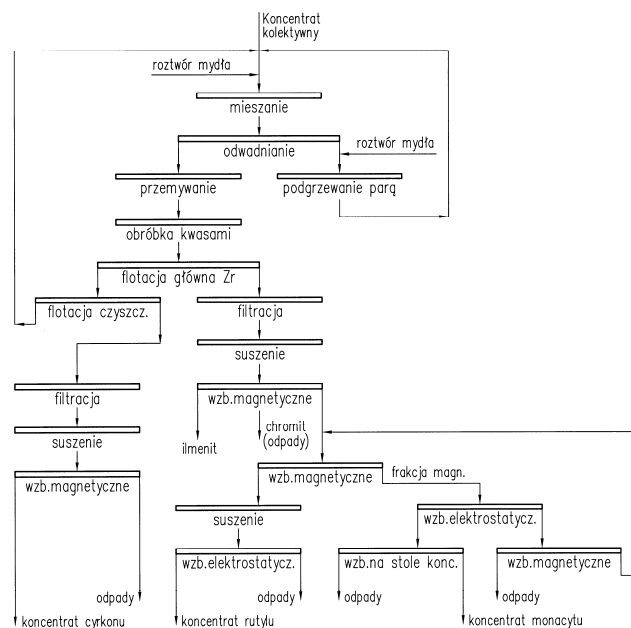 Koncentrat
kolektywny
roztwór mydła
mieszanie
odwadnianie
roztwór mydła
przemywanie
podgrzewanie parą
obróbka kwasami
flotacja główna Zr
flotacja czyszcz.
filtracja
suszenie
filtracja
wzb.magnetyczne
suszenie
ilmenit
chromit
(odpady)
wzb.magnetyczne
wzb.magnetyczne
frakcja magn.
suszenie
wzb.elektrostatycz.
wzb.elektrostatycz.
wzb.na stole konc.
wzb.magnetyczne
odpady
odpady
odpady
odpady
koncentrat cyrkonu
koncentrat rutylu
koncentrat monacytu